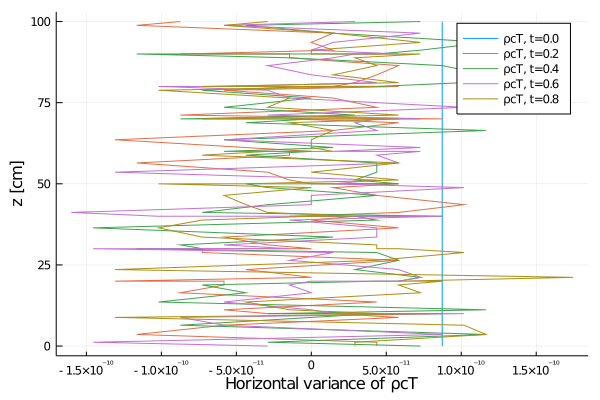 100
75
50
25
0
z [cm]
ρcT, t=0.0
ρcT, t=0.2
ρcT, t=0.4
ρcT, t=0.6
ρcT, t=0.8
-1.5×10⁻¹⁰ -1.0×10⁻¹⁰ -5.0×10⁻¹¹ 0 5.0×10⁻¹¹ 1.0×10⁻¹⁰ 1.5×10⁻¹⁰
Horizontal variance of ρcT